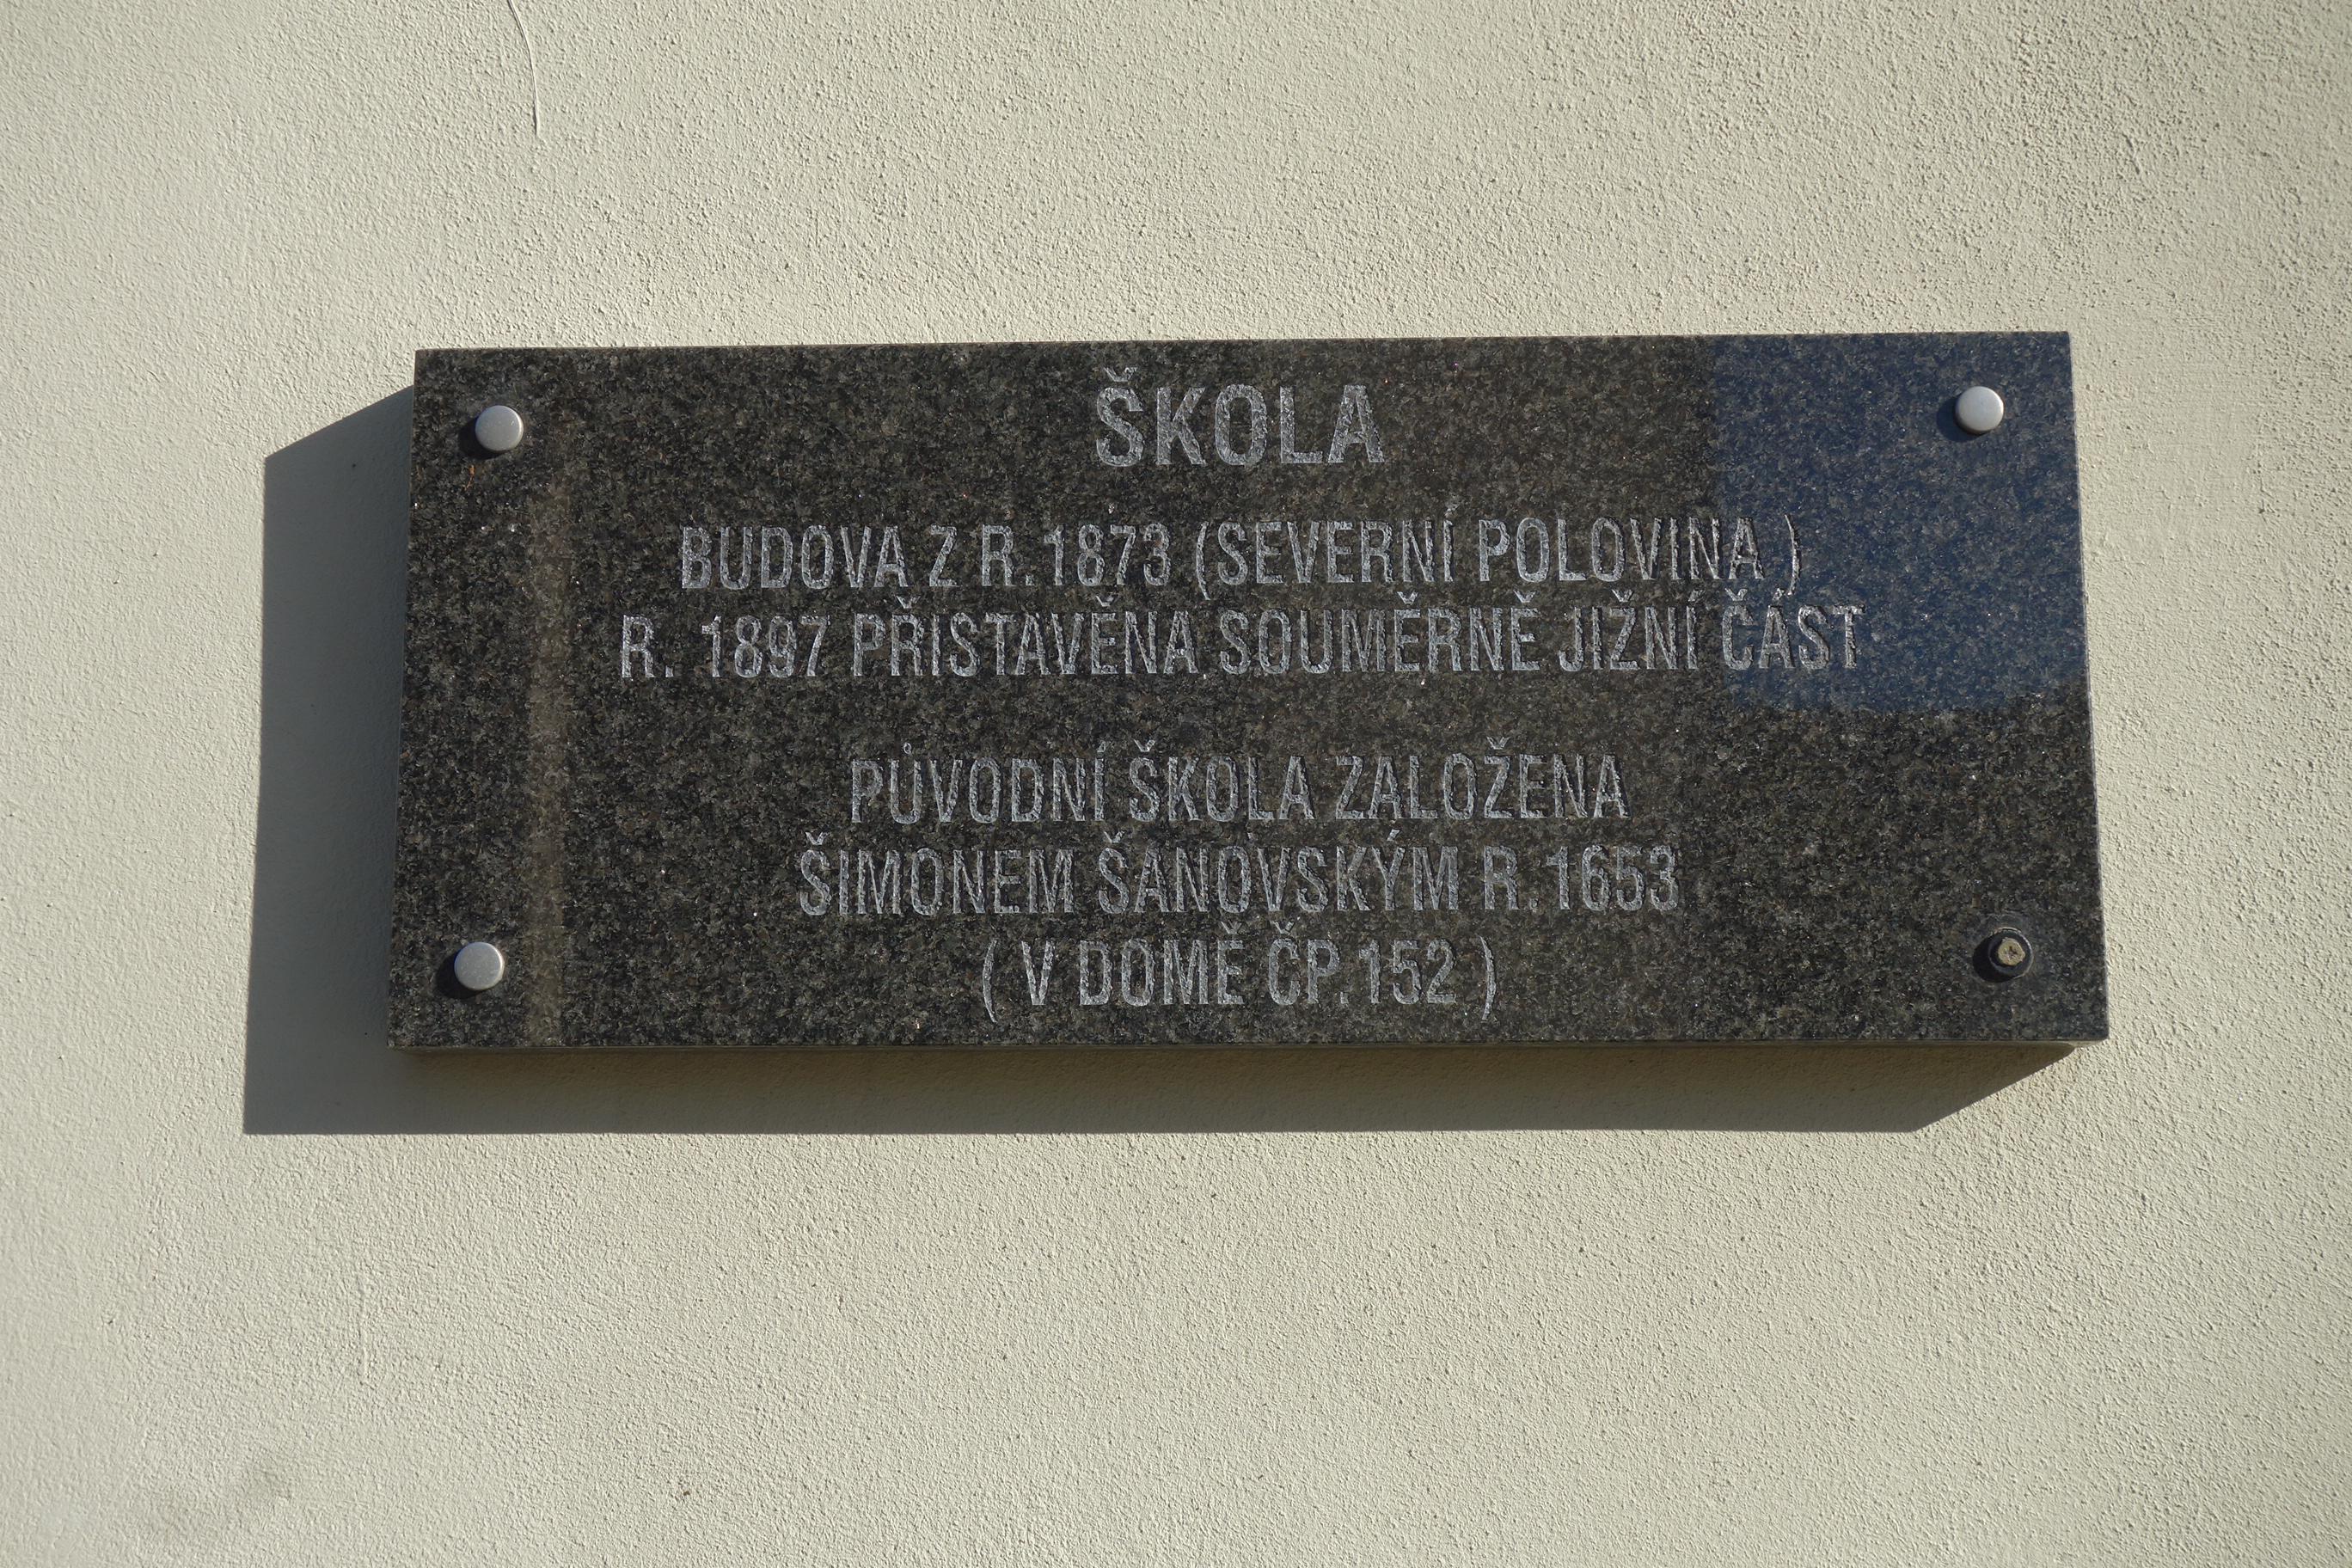 ŠKOLA
BUDOVA Z R. 1873 (SEVERNÍ POLOVINA )
R. 1897 PŘISTAVĚNA SOUMĚRNĚ JIŽNÍ ČÁST
PŮVODNÍ ŠKOLA ZALOŽENA
ŠIMONEM ŠANOVSKÝM R. 1653
( V DOMĚ ČP. 152 )